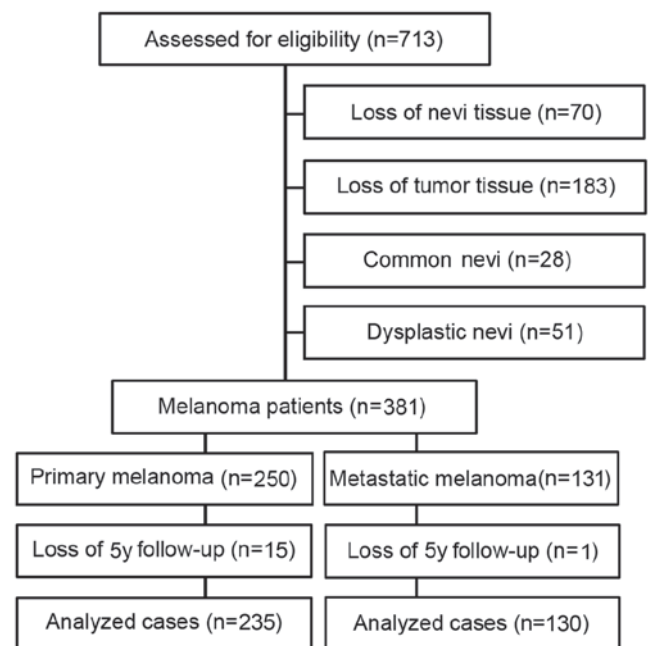 Assessed for eligibility (n=713)
Loss of nevi tissue (n=70)
Loss of tumor tissue (n=183)
Common nevi (n=28)
Dysplastic nevi (n=51)
Melanoma patients (n=381)
Primary melanoma (n=250)
Metastatic melanoma(n=131)
Loss of 5y follow-up (n=15)
Loss of 5y follow-up (n=1)
Analyzed cases (n=235)
Analyzed cases (n=130)